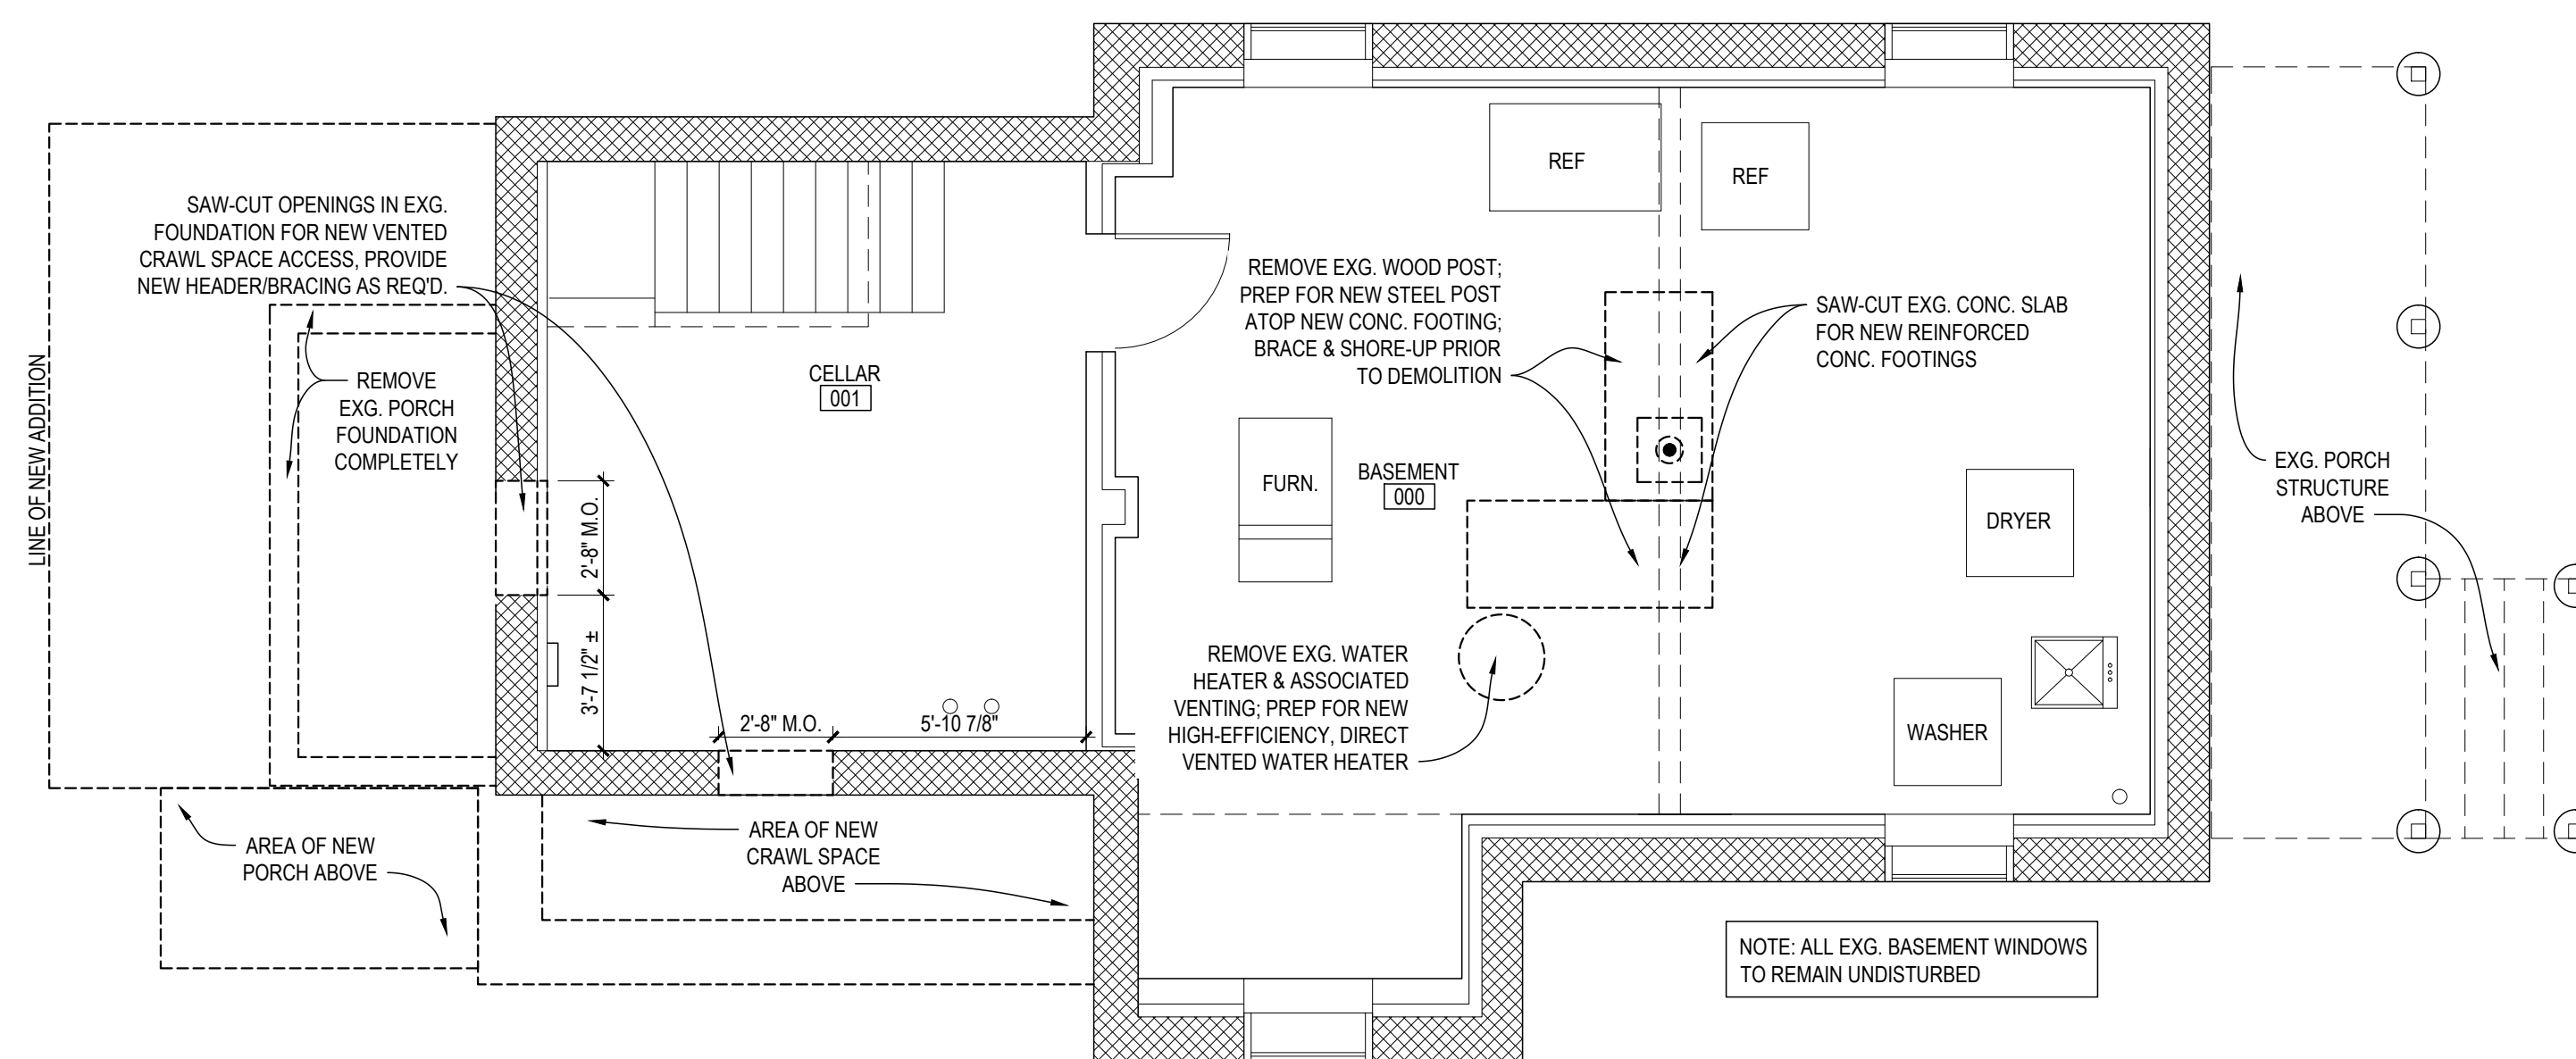 SAW-CUT OPENINGS IN EXG.
FOUNDATION FOR NEW VENTED
CRAWL SPACE ACCESS, PROVIDE
NEW HEADER/BRACING AS REQ'D.
LINE OF NEW ADDITION
REMOVE
EXG. PORCH
FOUNDATION
COMPLETELY
CELLAR
001
2'-8" M.O.
3'-7 1/2" ±
2'-8" M.O.
5'-10 7/8"
AREA OF NEW
PORCH ABOVE
AREA OF NEW
CRAWL SPACE
ABOVE
REF
REF
REMOVE EXG. WOOD POST;
PREP FOR NEW STEEL POST
ATOP NEW CONC. FOOTING;
BRACE & SHORE-UP PRIOR
TO DEMOLITION
SAW-CUT EXG. CONC. SLAB
FOR NEW REINFORCED
CONC. FOOTINGS
FURN.
BASEMENT
000
DRYER
REMOVE EXG. WATER
HEATER & ASSOCIATED
VENTING; PREP FOR NEW
HIGH-EFFICIENCY, DIRECT
VENTED WATER HEATER
WASHER
EXG. PORCH
STRUCTURE
ABOVE
NOTE: ALL EXG. BASEMENT WINDOWS
TO REMAIN UNDISTURBED